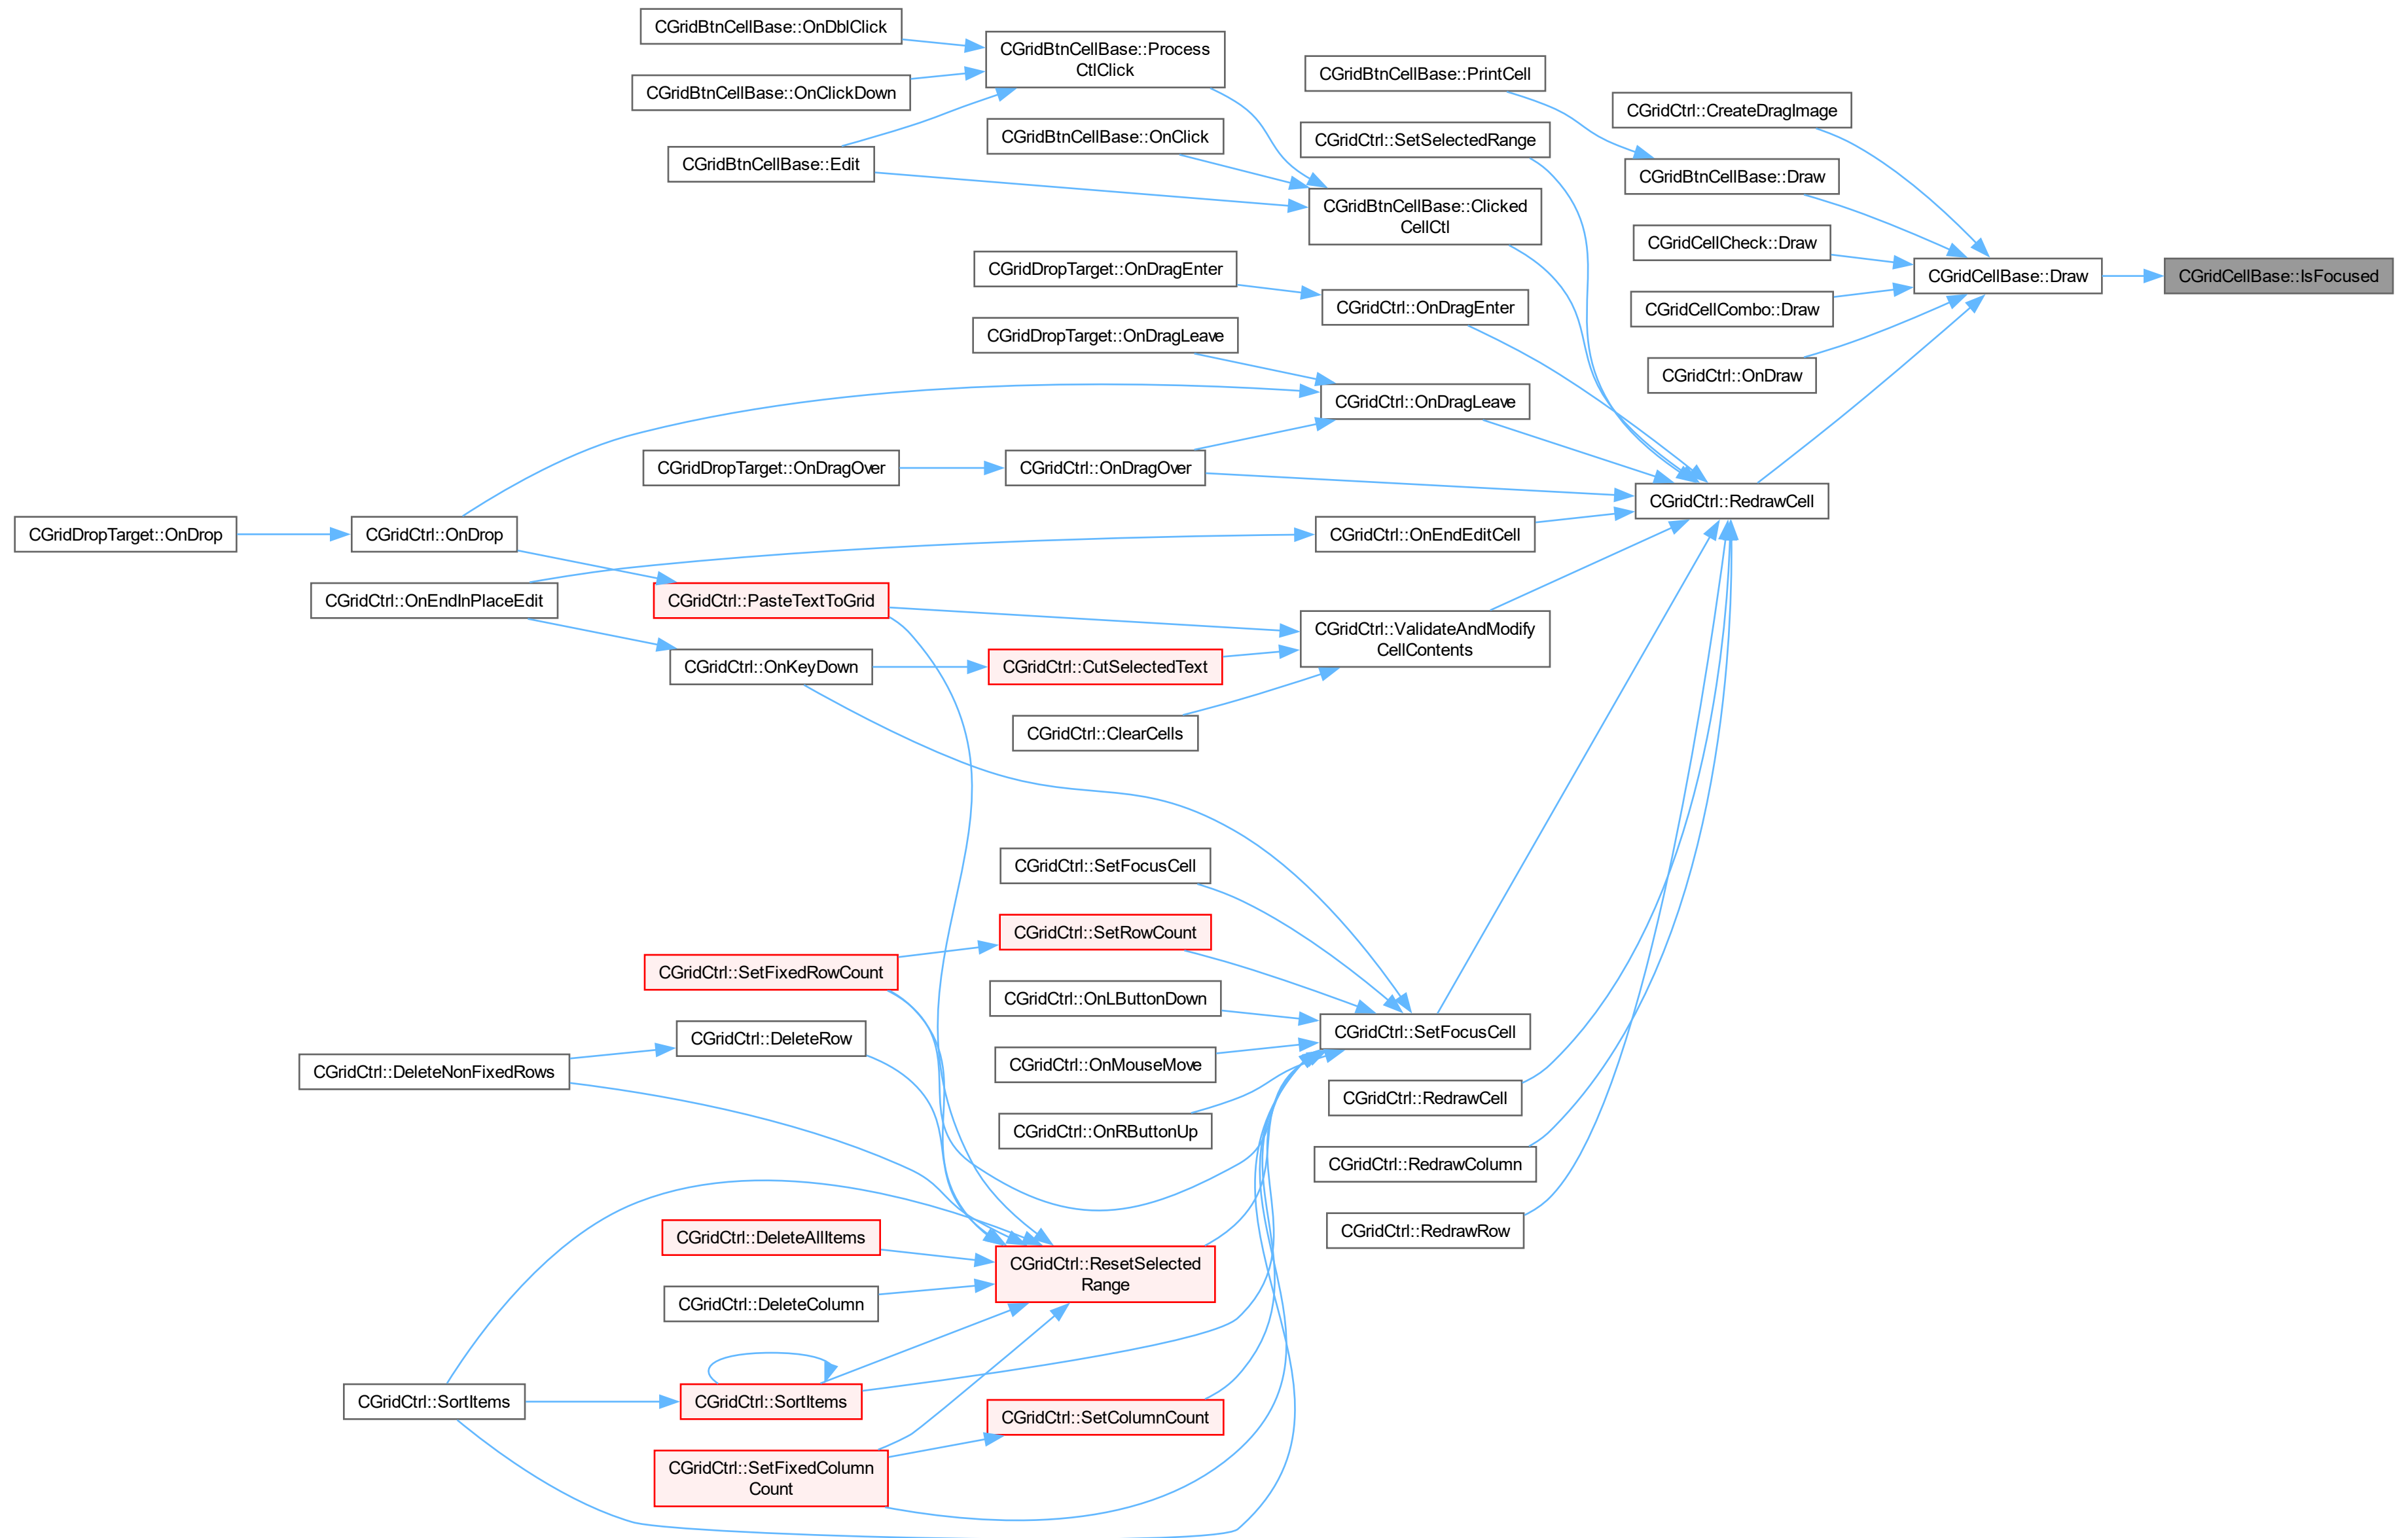 CGridBtnCellBase::OnDblClick
CGridBtnCellBase::Process
CtlClick
CGridBtnCellBase::PrintCell
CGridBtnCellBase::OnClickDown
CGridCtrl::CreateDragImage
CGridBtnCellBase::OnClick
CGridCtrl::SetSelectedRange
CGridBtnCellBase::Edit
CGridBtnCellBase::Draw
CGridBtnCellBase::Clicked
CellCtl
CGridCellCheck::Draw
CGridDropTarget::OnDragEnter
CGridCellBase::Draw
CGridCellBase::IsFocused
CGridCtrl::OnDragEnter
CGridCellCombo::Draw
CGridDropTarget::OnDragLeave
CGridCtrl::OnDraw
CGridCtrl::OnDragLeave
CGridDropTarget::OnDragOver
CGridCtrl::OnDragOver
CGridCtrl::RedrawCell
CGridDropTarget::OnDrop
CGridCtrl::OnDrop
CGridCtrl::OnEndEditCell
CGridCtrl::OnEndInPlaceEdit
CGridCtrl::PasteTextToGrid
CGridCtrl::ValidateAndModify
CellContents
CGridCtrl::OnKeyDown
CGridCtrl::CutSelectedText
CGridCtrl::ClearCells
CGridCtrl::SetFocusCell
CGridCtrl::SetRowCount
CGridCtrl::SetFixedRowCount
CGridCtrl::OnLButtonDown
CGridCtrl::DeleteRow
CGridCtrl::SetFocusCell
CGridCtrl::DeleteNonFixedRows
CGridCtrl::OnMouseMove
CGridCtrl::RedrawCell
CGridCtrl::OnRButtonUp
CGridCtrl::RedrawColumn
CGridCtrl::DeleteAllItems
CGridCtrl::RedrawRow
CGridCtrl::ResetSelected
Range
CGridCtrl::DeleteColumn
CGridCtrl::SortItems
CGridCtrl::SortItems
CGridCtrl::SetColumnCount
CGridCtrl::SetFixedColumn
Count